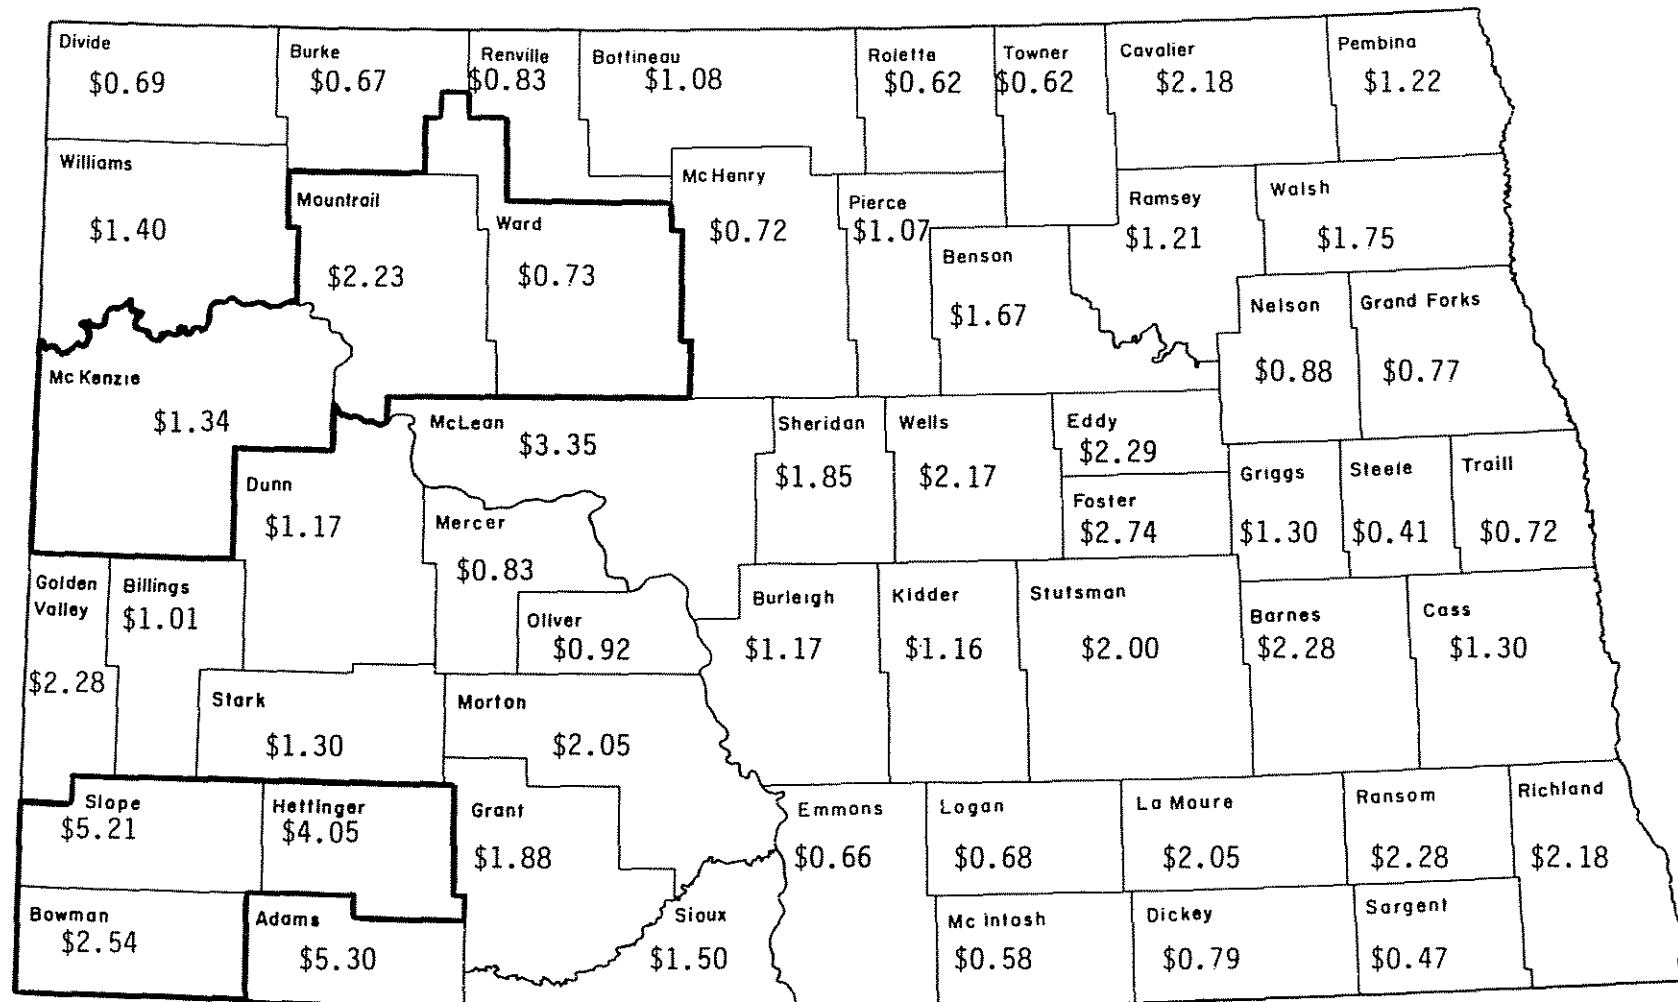 Divide
$0.69
Burke
$0.67
Renville
$0.83
Bottineau
$1.08
Rolette
$0.62
Towner
$0.62
Cavalier
$2.18
Pembina
$1.22
Williams
$1.40
Mountrail
$2.23
Ward
$0.73
Mc Henry
$0.72
Pierce
$1.07
Benson
$1.67
Ramsey
$1.21
Walsh
$1.75
Nelson
$0.88
Grand Forks
$0.77
Mc Kenzie
$1.34
Dunn
$1.17
McLean
$3.35
Mercer
$0.83
Oliver
$0.92
Sheridan
$1.85
Wells
$2.17
Eddy
$2.29
Foster
$2.74
Griggs
$1.30
Steele
$0.41
Traill
$0.72
Golden
Valley
$2.28
Billings
$1.01
Stark
$1.30
Morton
$2.05
Burleigh
$1.17
Kidder
$1.16
Stutsman
$2.00
Barnes
$2.28
Cass
$1.30
Slope
$5.21
Hettinger
$4.05
Grant
$1.88
Emmons
$0.66
Logan
$0.68
La Moure
$2.05
Ransom
$2.28
Richland
$2.18
Bowman
$2.54
Adams
$5.30
Sioux
$1.50
Mc Intosh
$0.58
Dickey
$0.79
Sargent
$0.47